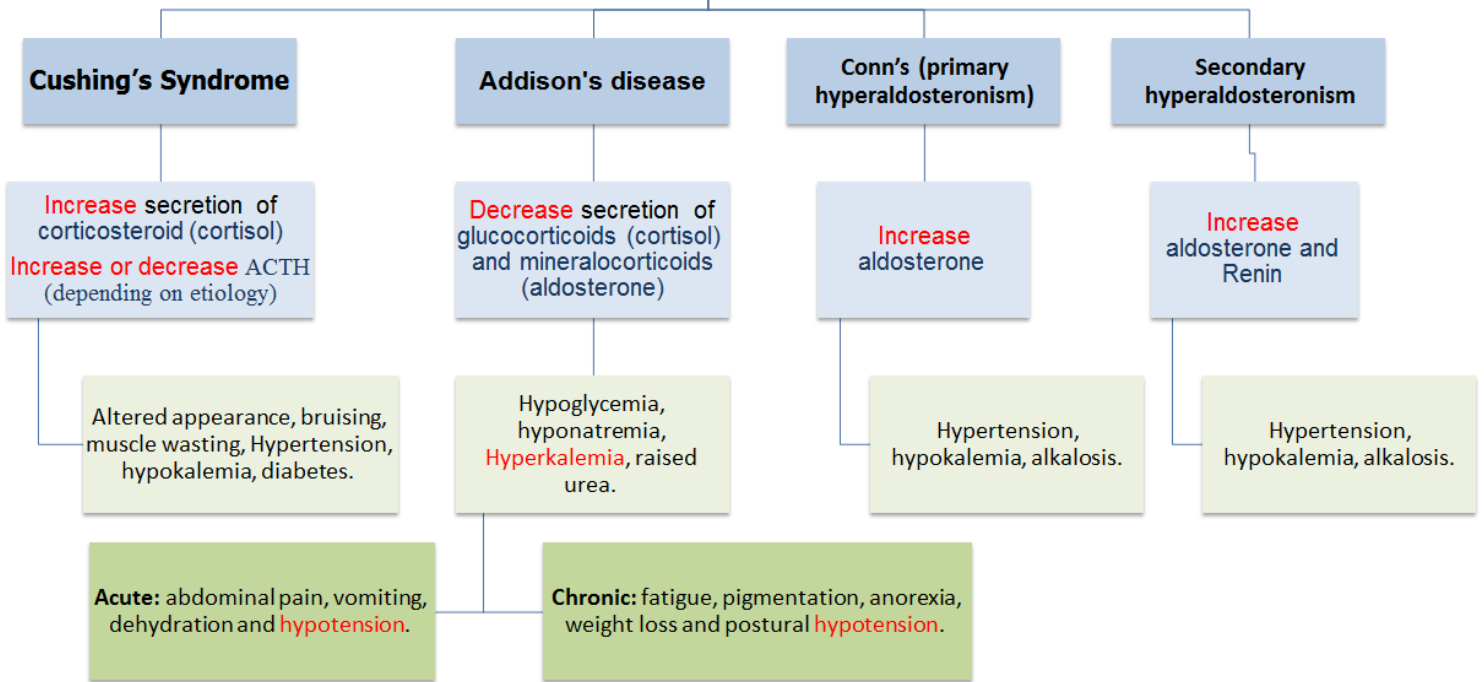 Cushing's Syndrome
Addison's disease
Conn's (primary
hyperaldosteronism)
Secondary
hyperaldosteronism
Increase secretion of
corticosteroid (cortisol)
Increase or decrease ACTH
(depending on etiology)
Decrease secretion of
glucocorticoids (cortisol)
and mineralocorticoids
(aldosterone)
Increase
aldosterone
Increase
aldosterone and
Renin
Altered appearance, bruising,
muscle wasting, Hypertension,
hypokalemia, diabetes.
Hypoglycemia,
hyponatremia,
Hyperkalemia, raised
urea.
Hypertension,
hypokalemia, alkalosis.
Hypertension,
hypokalemia, alkalosis.
Acute: abdominal pain, vomiting,
dehydration and hypotension.
Chronic: fatigue, pigmentation, anorexia,
weight loss and postural hypotension.